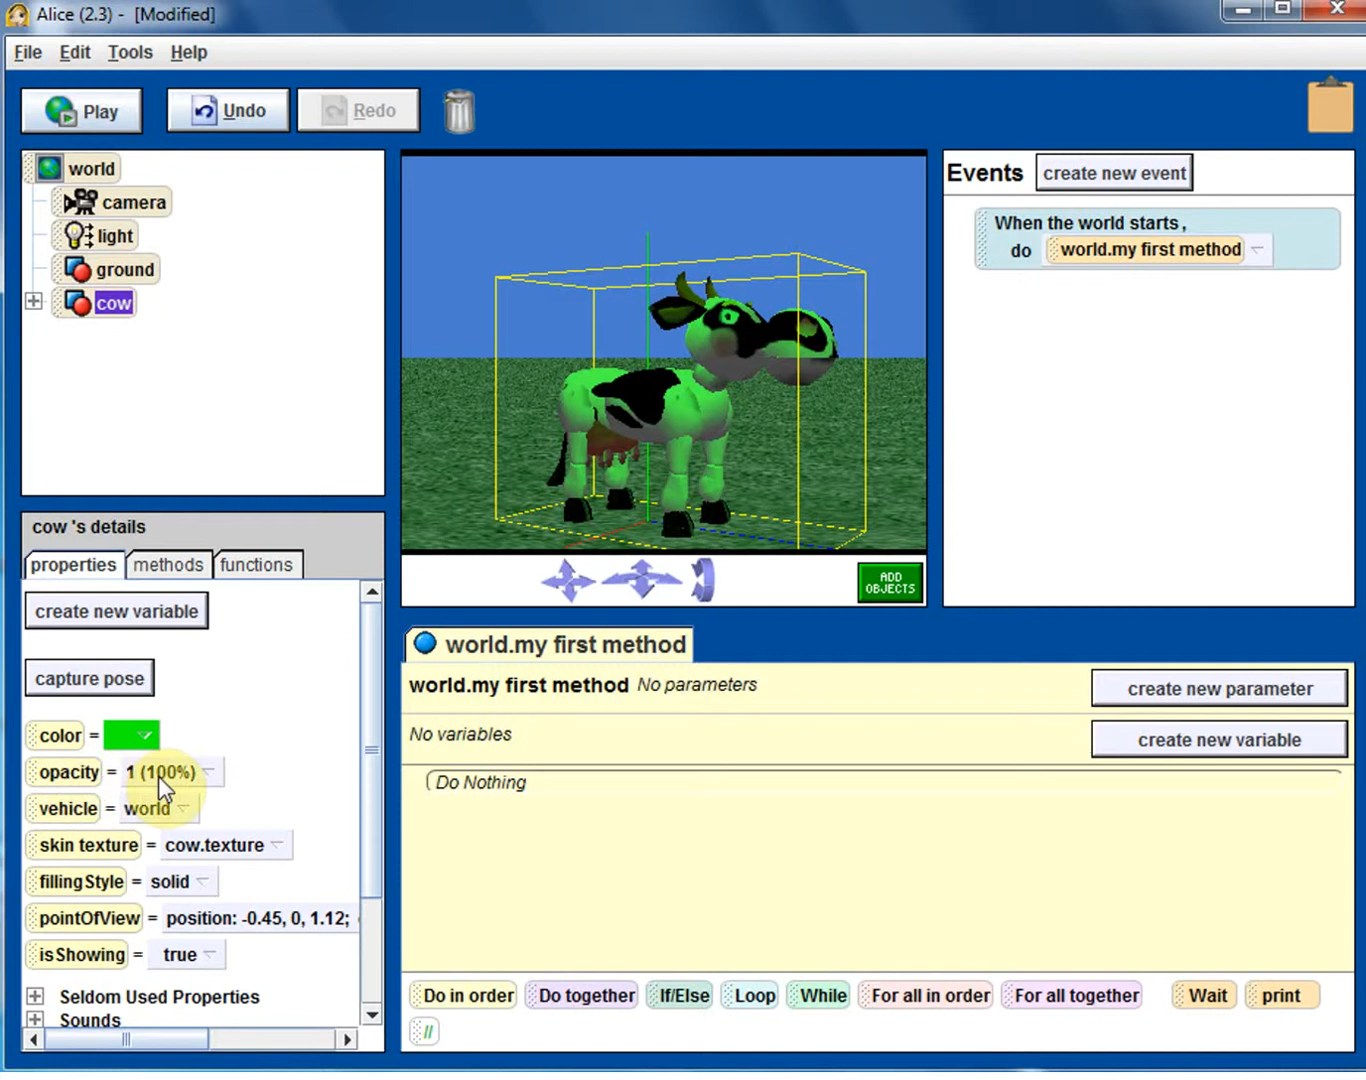 Alice (2.3) - [Modified]
File Edit Tools Help
Play Undo Redo
world
camera
light
ground
cow
ADD
OBJECTS
Events create new event
When the world starts,
do world.my first method
cow 's details
properties methods functions
create new variable
capture pose
color =
opacity = 1 (100%)
vehicle = world
skin texture = cow.texture
fillingStyle = solid
pointOfView = position: -0.45, 0, 1.12;
isShowing = true
Seldom Used Properties
Sounds
world.my first method
world.my first method No parameters
create new parameter
No variables
create new variable
Do Nothing
Do in order Do together If/Else Loop While For all in order For all together Wait print
//